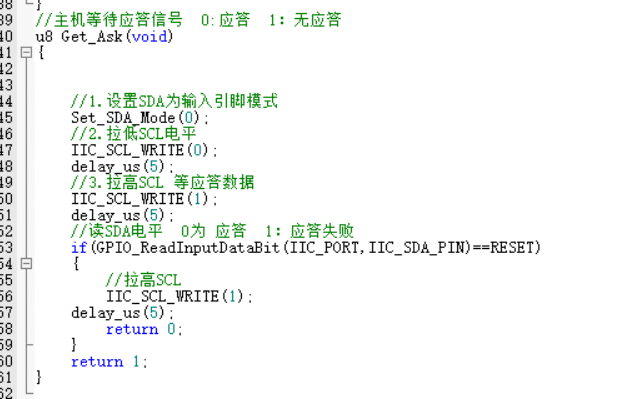 38 }
39 //主机等待应答信号  0:应答  1: 无应答
40 u8 Get_Ask(void)
41 {
42
43
44     //1.设置SDA为输入引脚模式
45     Set_SDA_Mode(0);
46     //2.拉低SCL电平
47     IIC_SCL_WRITE(0);
48     delay_us(5);
49     //3.拉高SCL 等应答数据
50     IIC_SCL_WRITE(1);
51     delay_us(5);
52     //读SDA电平  0为 应答  1: 应答失败
53     if(GPIO_ReadInputDataBit(IIC_PORT,IIC_SDA_PIN)==RESET)
54     {
55         //拉高SCL
56         IIC_SCL_WRITE(1);
57     delay_us(5);
58         return 0;
59     }
60     return 1;
61 }
62